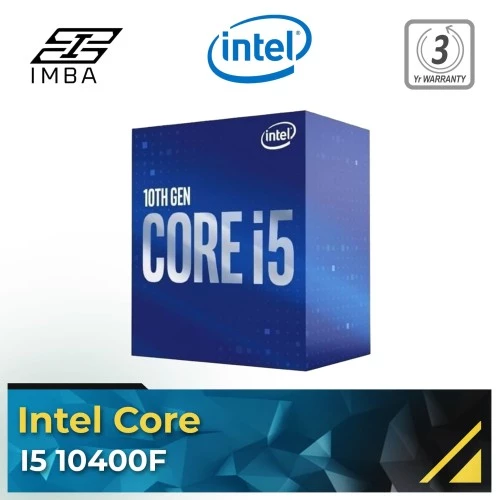 IMBA
intel
3
Yr WARRANTY
intel
10TH GEN
CORE i5
Intel Core
I5 10400F